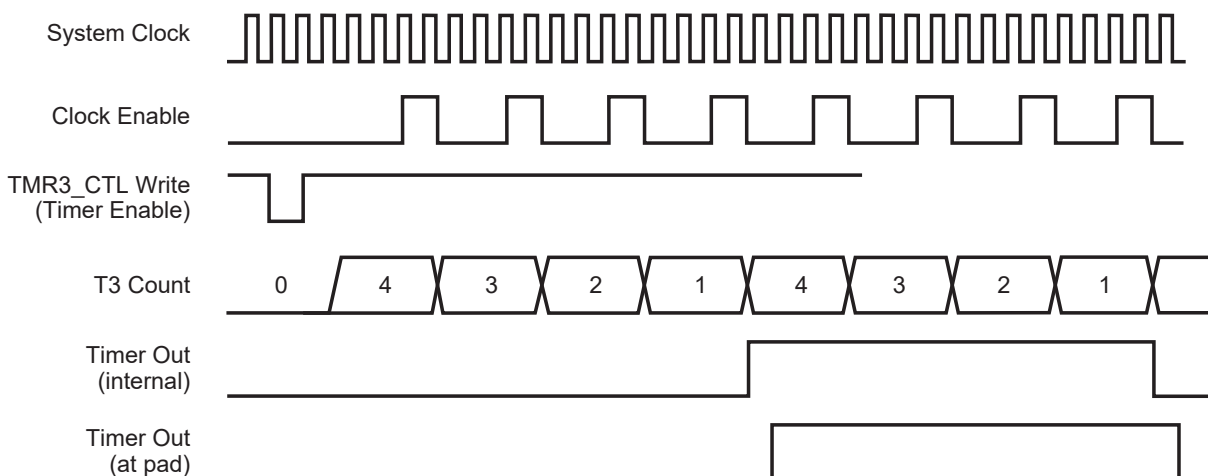 System Clock
Clock Enable
TMR3_CTL Write
(Timer Enable)
T3 Count
0 4 3 2 1 4 3 2 1
Timer Out
(internal)
Timer Out
(at pad)